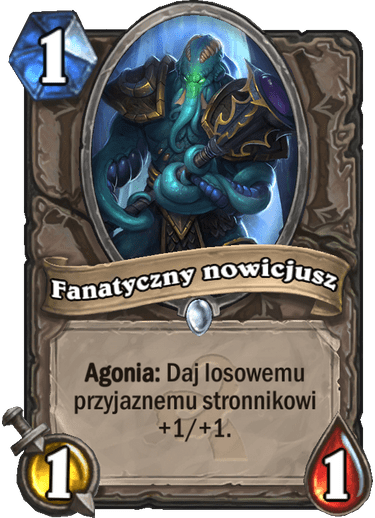 1
Fanatyczny nowicjusz
Agonia: Daj losowemu
przyjaznemu stronnikowi
+1/+1.
1
1